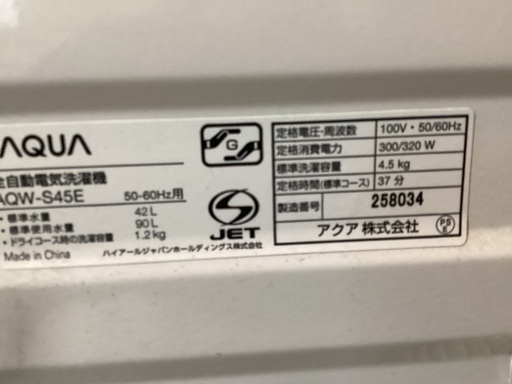 AQUA
全自動電気洗濯機
AQW-S45E 50-60Hz用
・標準水量 42L
・標準使用水量 90L
・ドライコース時の洗濯容量 1.2kg
Made in China
G
JET
ハイアールジャパンホールディングス株式会社
定格電圧・周波数 100V・50/60Hz
定格消費電力 300/320 W
標準洗濯容量 4.5 kg
定格時間(標準コース) 37 分
製造番号 258034
アクア 株式会社
PS
E